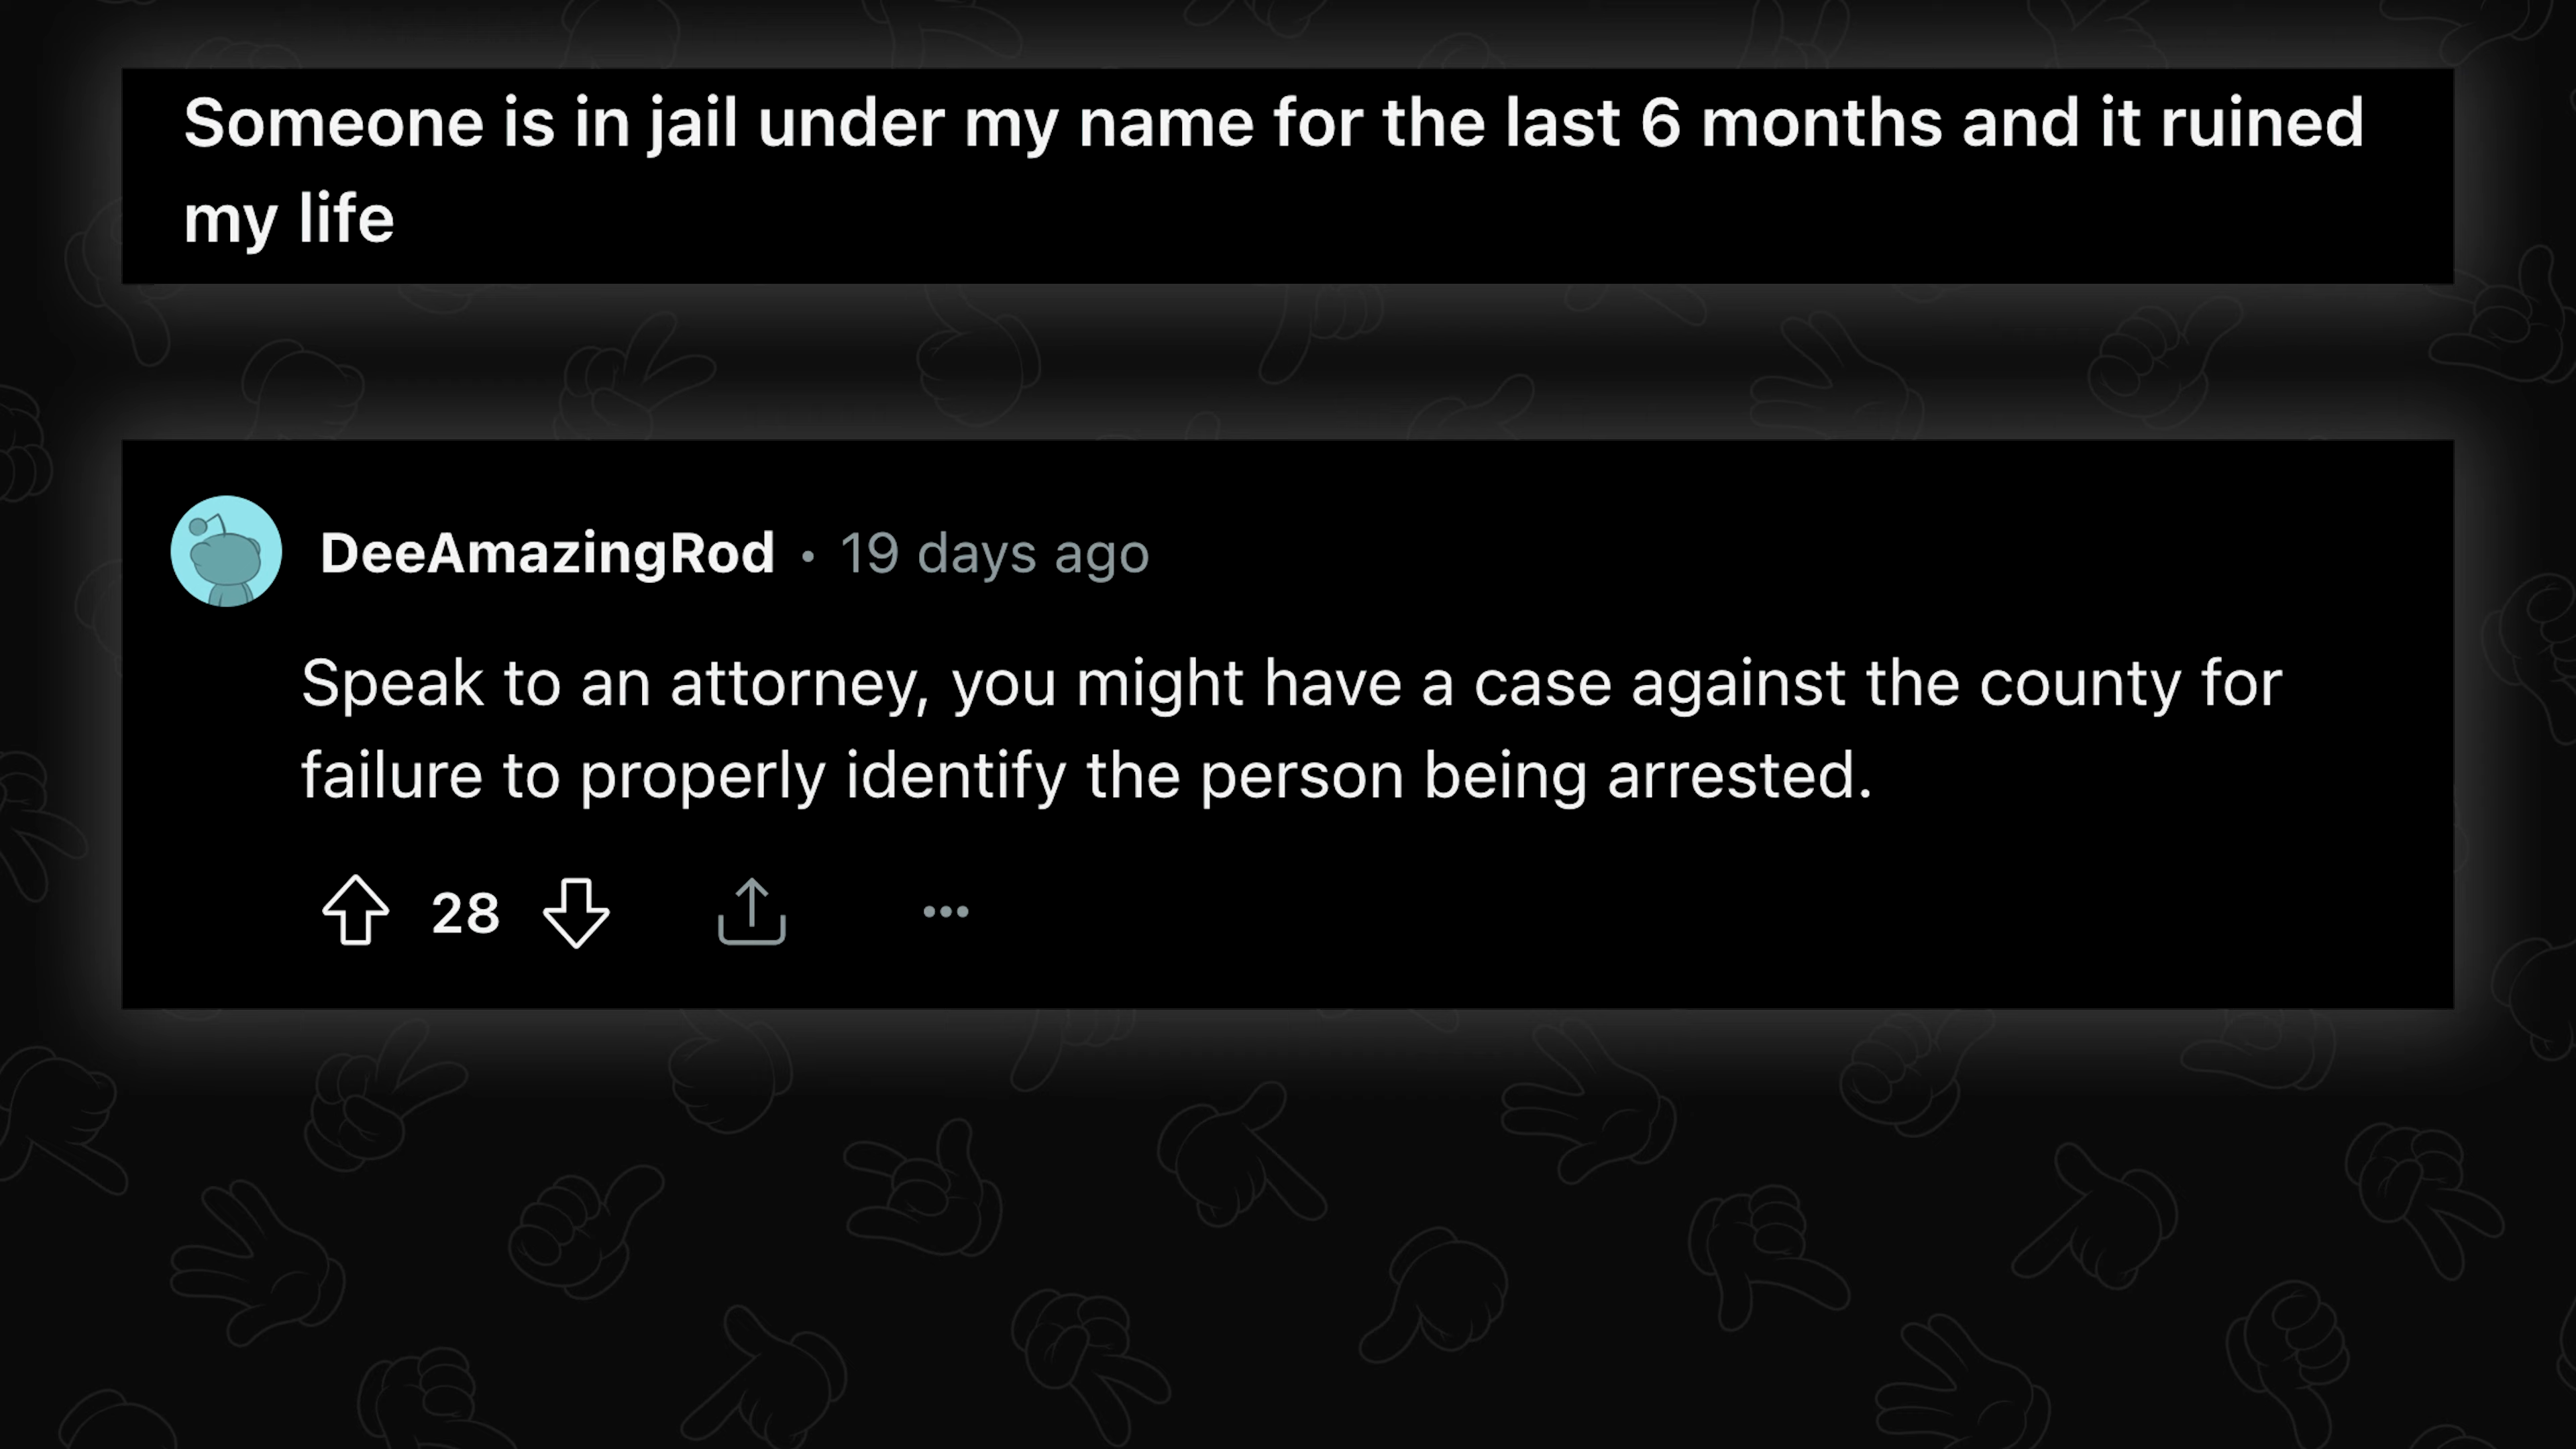 Someone is in jail under my name for the last 6 months and it ruined
my life
DeeAmazingRod · 19 days ago
Speak to an attorney, you might have a case against the county for
failure to properly identify the person being arrested.
28